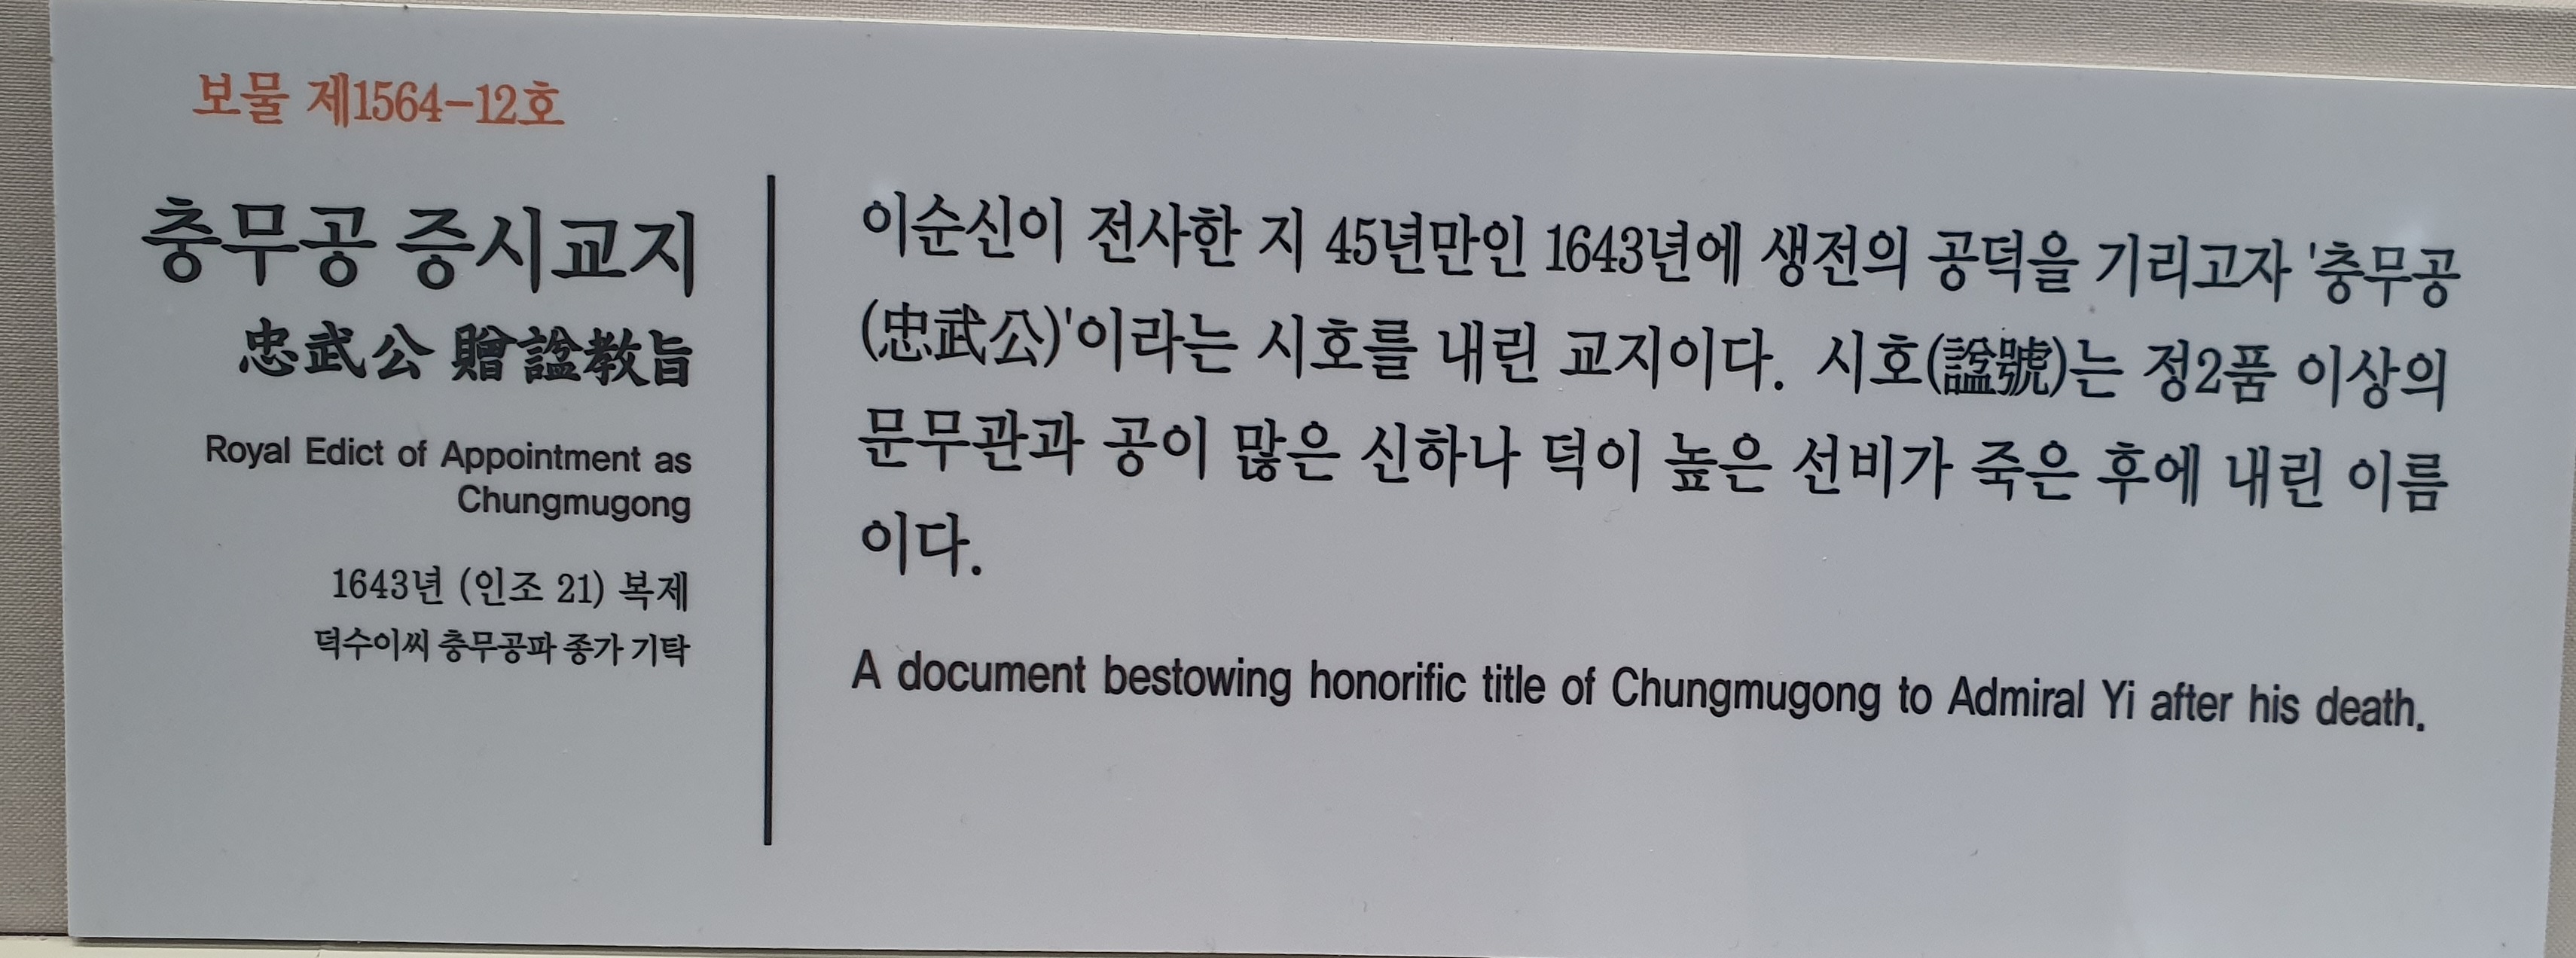 보물 제1564-12호
충무공 증시교지
忠武公 贈諡敎旨
Royal Edict of Appointment as
Chungmugong
1643년 (인조 21) 복제
덕수이씨 충무공파 종가 기탁
이순신이 전사한 지 45년만인 1643년에 생전의 공덕을 기리고자 '충무공
(忠武公)'이라는 시호를 내린 교지이다. 시호(諡號)는 정2품 이상의
문무관과 공이 많은 신하나 덕이 높은 선비가 죽은 후에 내린 이름
이다.
A document bestowing honorific title of Chungmugong to Admiral Yi after his death.